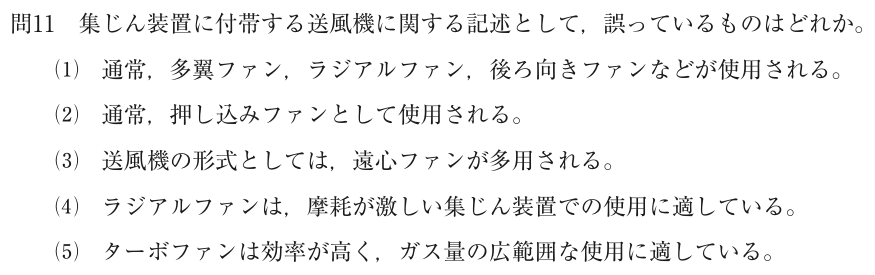 問11　集じん装置に付帯する送風機に関する記述として，誤っているものはどれか。
⑴　通常，多翼ファン，ラジアルファン，後ろ向きファンなどが使用される。
⑵　通常，押し込みファンとして使用される。
⑶　送風機の形式としては，遠心ファンが多用される。
⑷　ラジアルファンは，摩耗が激しい集じん装置での使用に適している。
⑸　ターボファンは効率が高く，ガス量の広範囲な使用に適している。